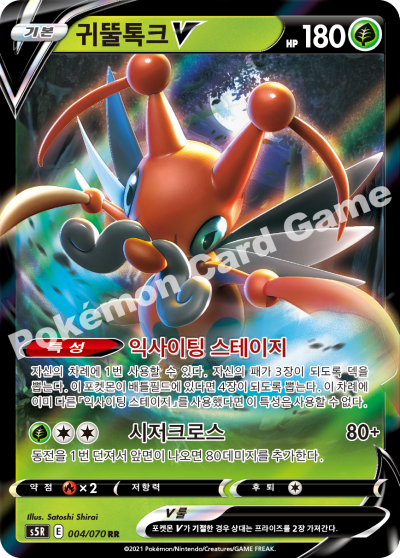 기본 귀뚤톡크 V HP 180
Pokémon Card Game
특성 익사이팅 스테이지
자신의 차례에 1번 사용할 수 있다. 자신의 패가 3장이 되도록 덱을
뽑는다. 이 포켓몬이 배틀필드에 있다면 4장이 되도록 뽑는다. 이 차례에
이미 다른 「익사이팅 스테이지」를 사용했다면 이 특성은 사용할 수 없다.
시저크로스 80+
동전을 1번 던져서 앞면이 나오면 80데미지를 추가한다.
약점 ×2 저항력 후퇴
Illus. Satoshi Shirai
V룰
s5R E 004/070 RR
포켓몬 V가 기절한 경우 상대는 프라이즈를 2장 가져간다.
©2021 Pokémon/Nintendo/Creatures/GAME FREAK.